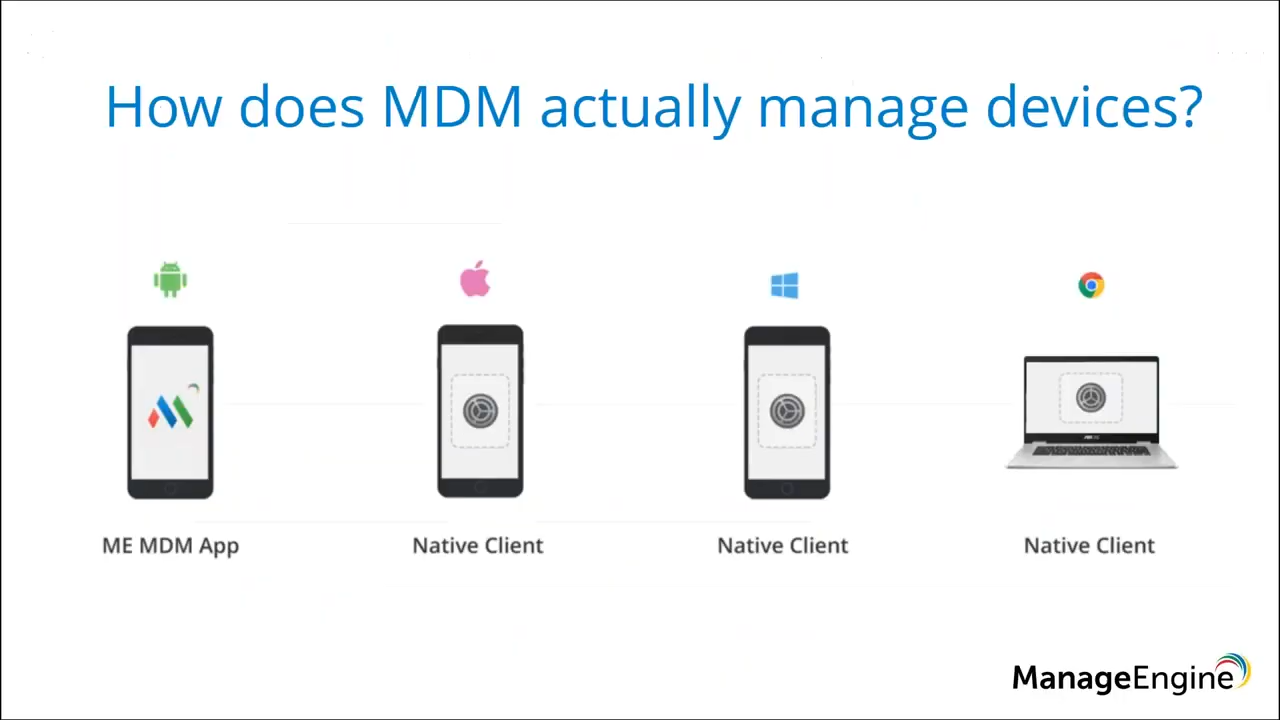 How does MDM actually manage devices?
ME MDM App
Native Client
Native Client
Native Client
ManageEngine